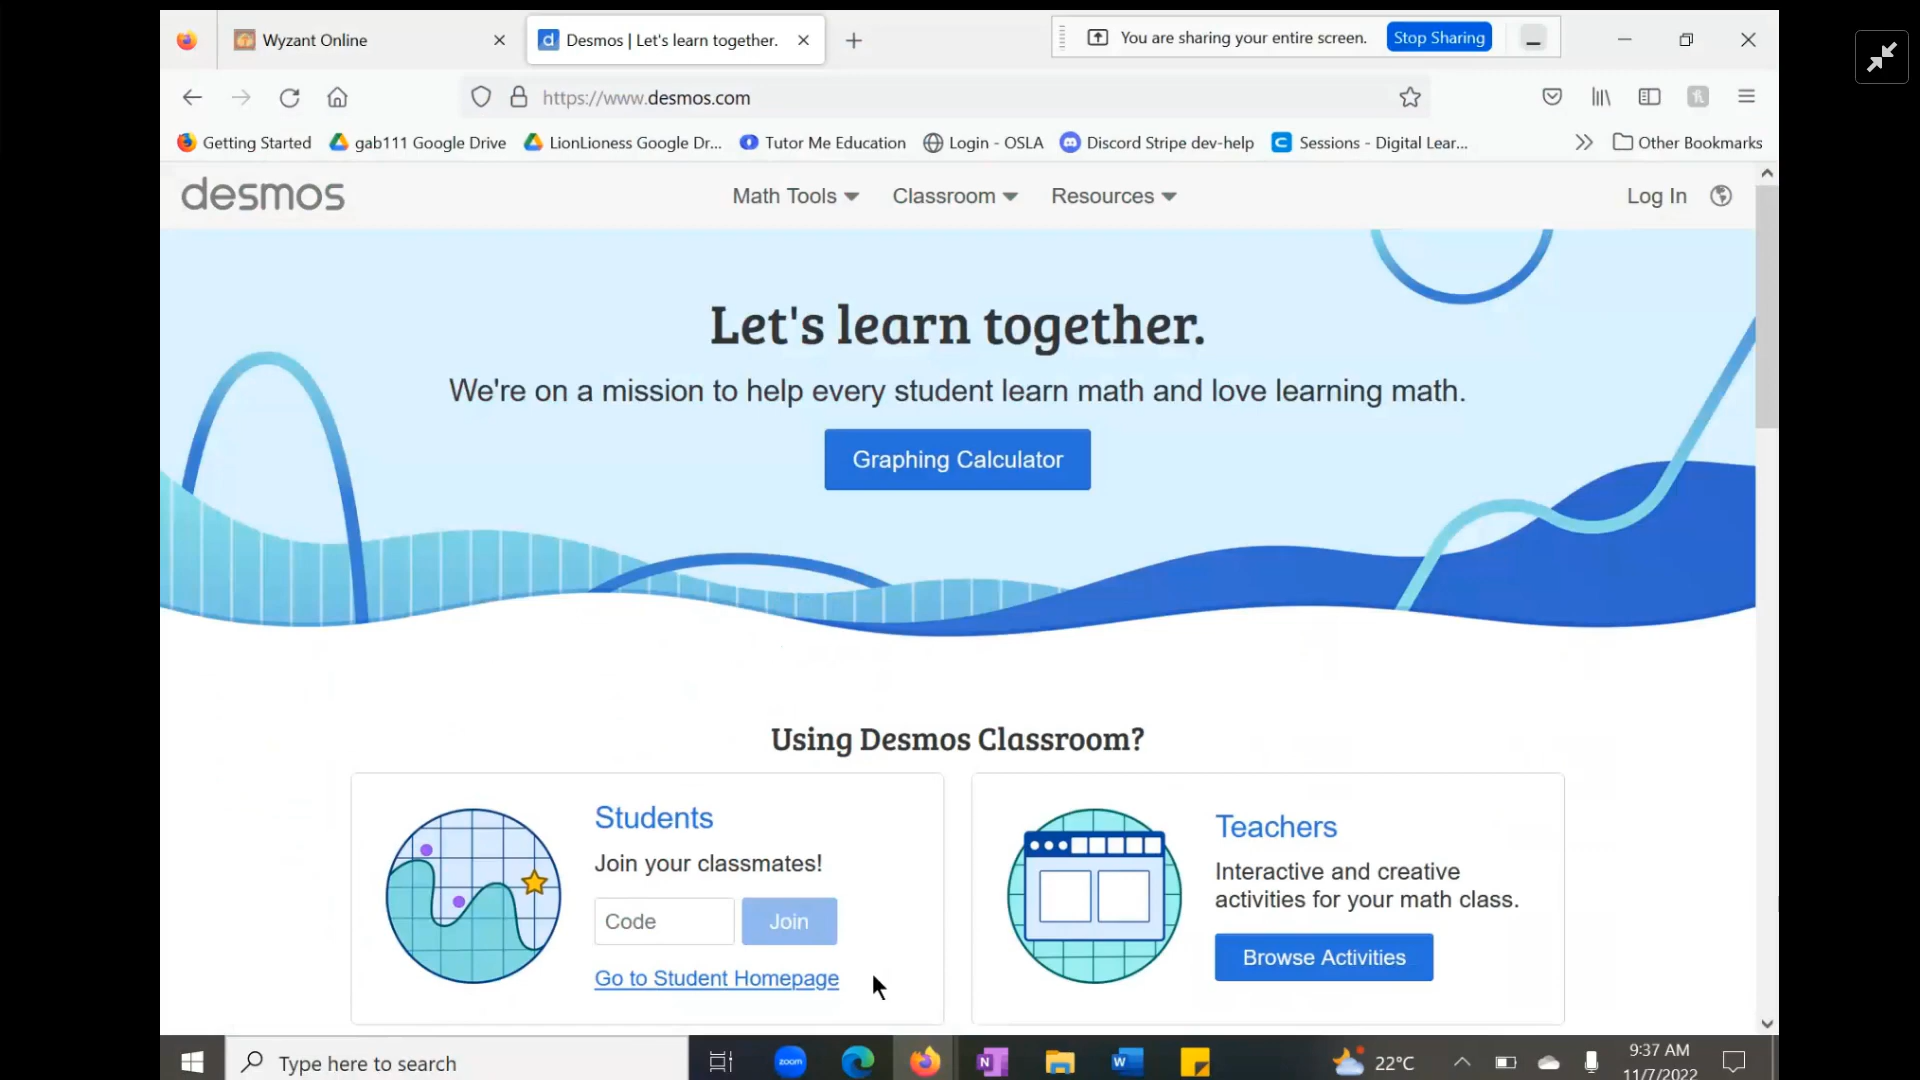 Wyzant Online
Desmos | Let's learn together.
You are sharing your entire screen.
Stop Sharing
https://www.desmos.com
Getting Started
gab111 Google Drive
LionLioness Google Dr...
Tutor Me Education
Login - OSLA
Discord Stripe dev-help
Sessions - Digital Lear...
Other Bookmarks
desmos
Math Tools
Classroom
Resources
Log In
Let's learn together.
We're on a mission to help every student learn math and love learning math.
Graphing Calculator
Using Desmos Classroom?
Students
Join your classmates!
Code
Join
Go to Student Homepage
Teachers
Interactive and creative
activities for your math class.
Browse Activities
Type here to search
zoom
22°C
9:37 AM
11/7/2022